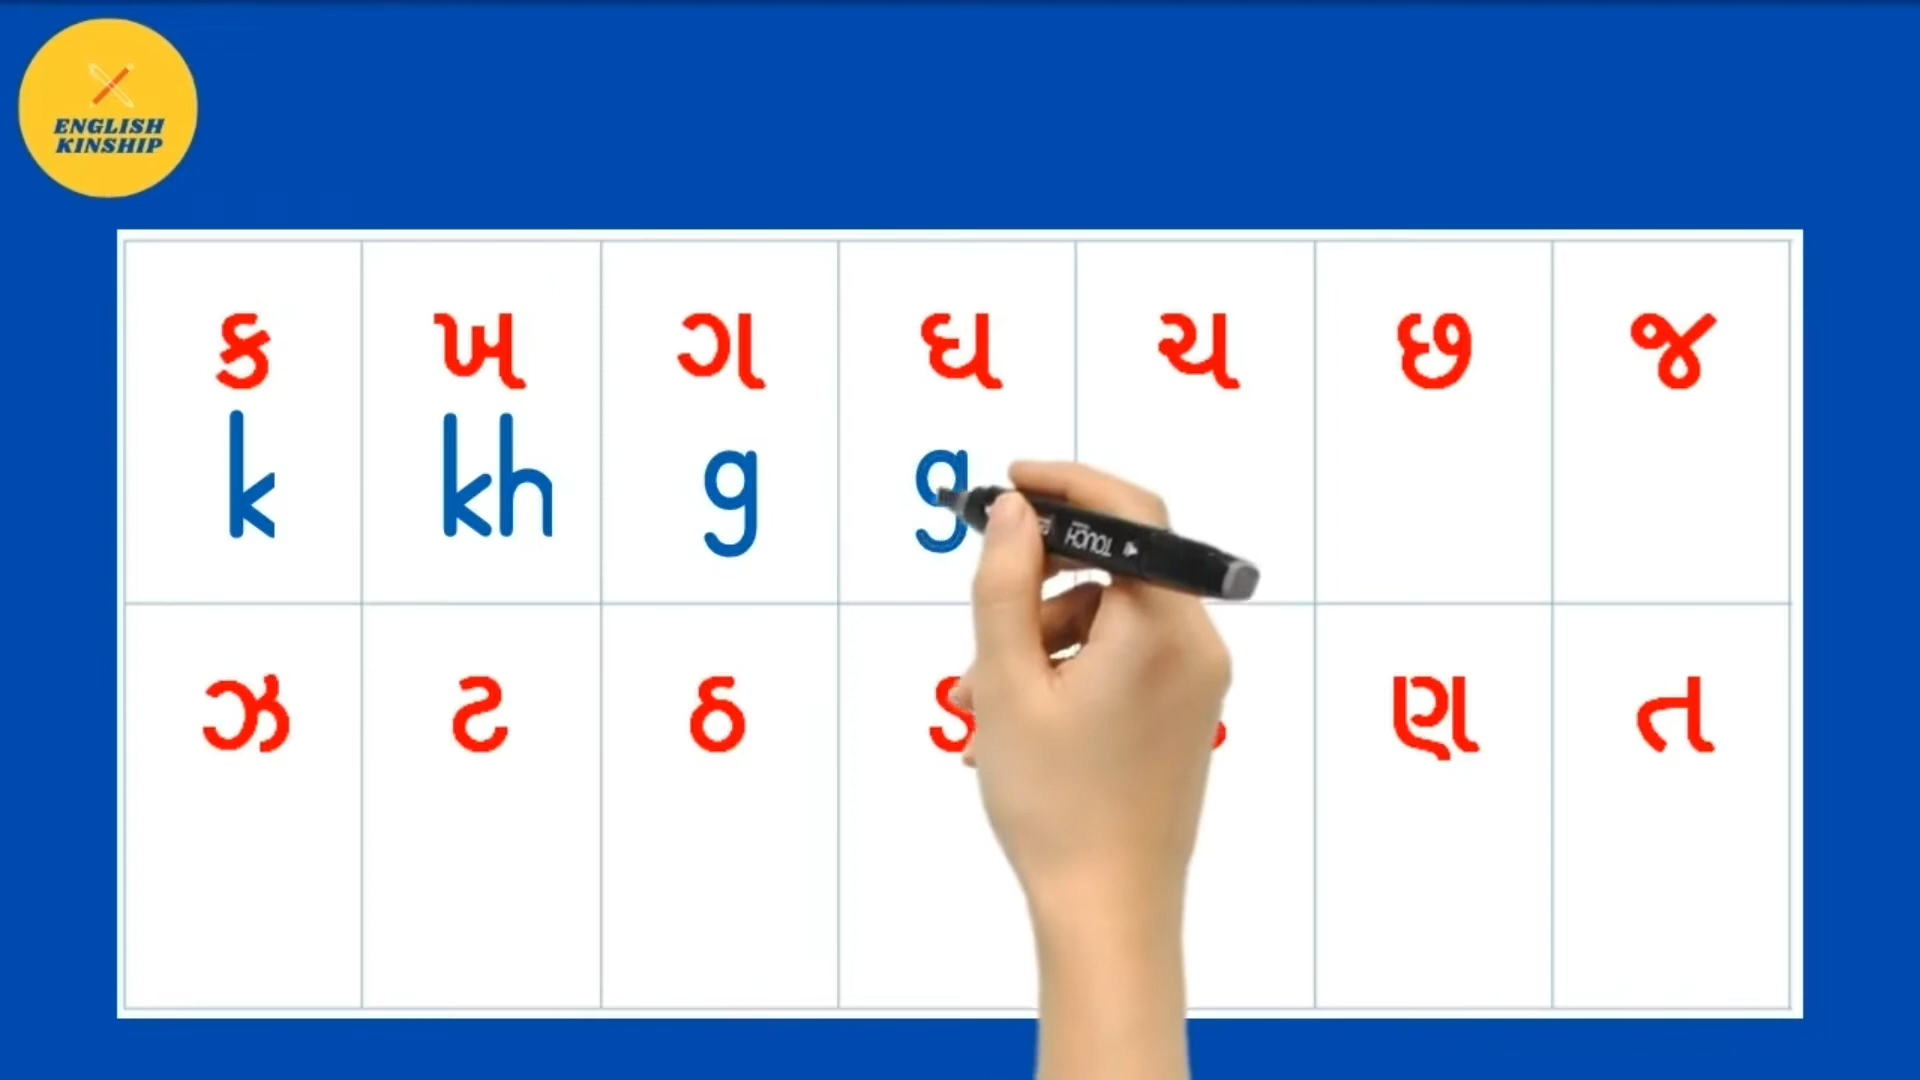 ENGLISH
KINSHIP
ક ખ ગ ઘ ચ છ જ
k kh g g
TOUCH
ઝ ટ ઠ ડ ણ ત